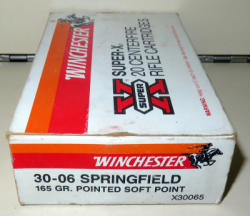 WINCHESTER
SUPER-X
20 CENTERFIRE
RIFLE CARTRIDGES
X
SUPER
WINCHESTER
30-06 SPRINGFIELD
165 GR. POINTED SOFT POINT
X30065